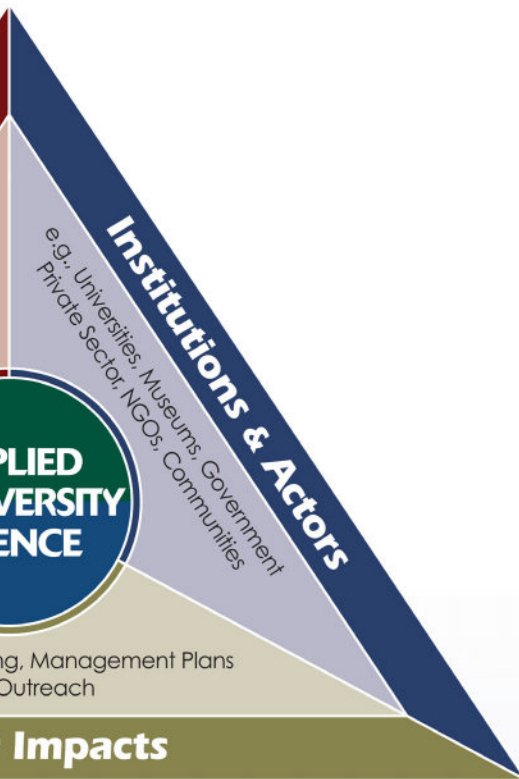 Institutions & Actors
e.g., Universities, Museums, Government
Private Sector, NGOs, Communities
PLIED
VERSITY
ENCE
ng, Management Plans
Outreach
Impacts